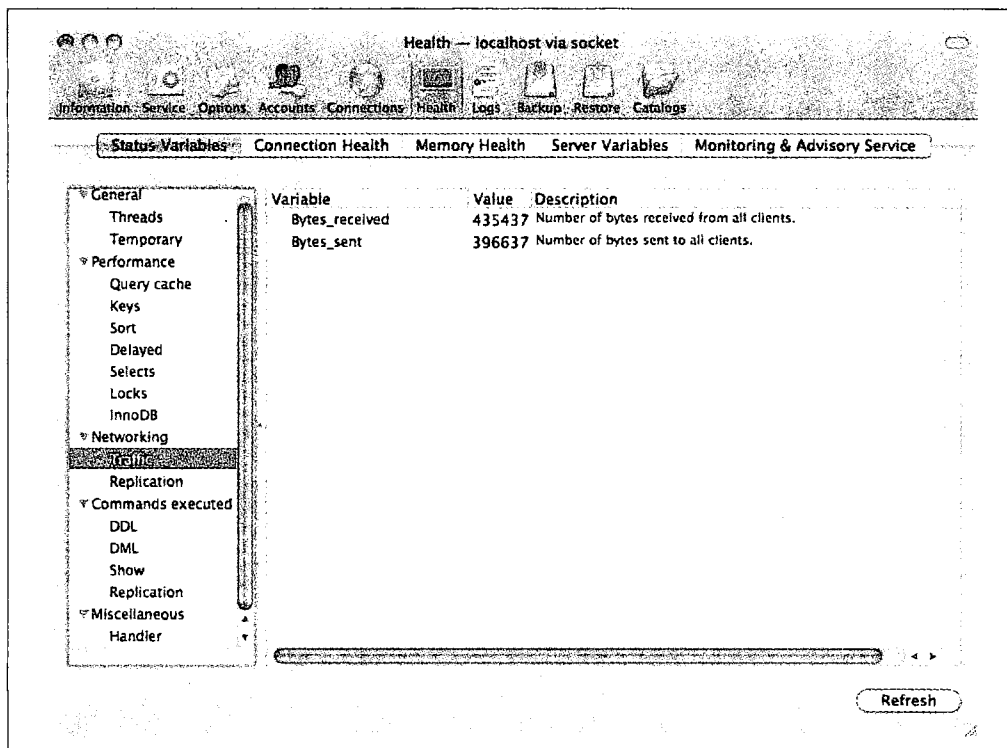 Health — localhost via socket
Information Service Options Accounts Connections Health Logs Backup Restore Catalogs
Status Variables Connection Health Memory Health Server Variables Monitoring & Advisory Service
General
Threads
Temporary
Performance
Query cache
Keys
Sort
Delayed
Selects
Locks
InnoDB
Networking
Traffic
Replication
Commands executed
DDL
DML
Show
Replication
Miscellaneous
Handler
Variable Value Description
Bytes_received 435437 Number of bytes received from all clients.
Bytes_sent 396637 Number of bytes sent to all clients.
Refresh